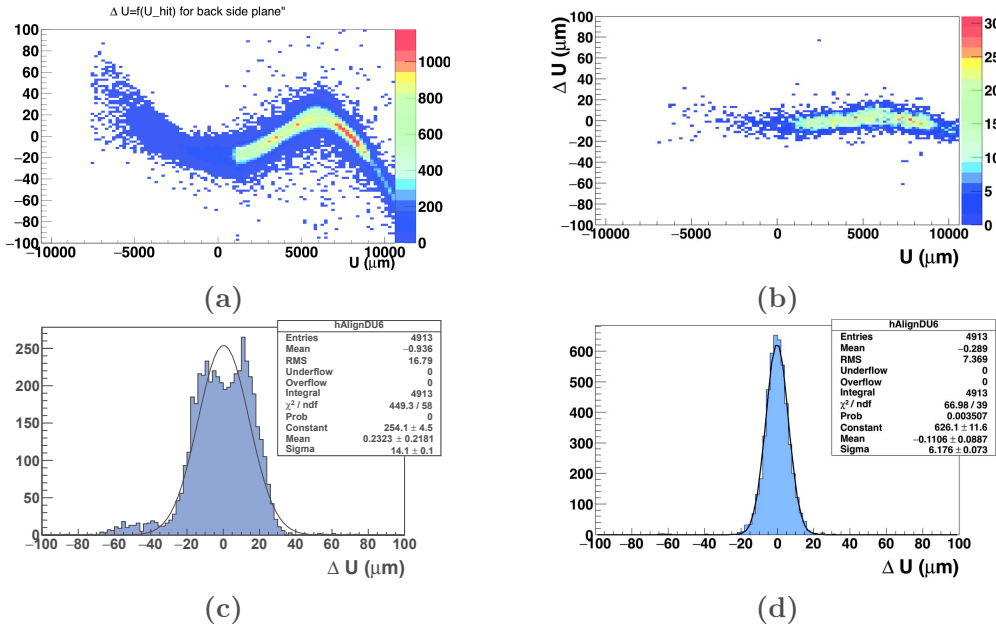 Δ U=f(U_hit) for back side plane"
100
80
60
40
20
0
−20
−40
−60
−80
−100
−10000 −5000 0 5000 10000
U (μm)
1000
800
600
400
200
0
(a)
Δ U (μm)
100
80
60
40
20
0
−20
−40
−60
−80
−100
−10000 −5000 0 5000 10000
U (μm)
30
25
20
15
10
5
0
(b)
hAlignDU6
Entries 4913
Mean −0.936
RMS 16.79
Underflow 0
Overflow 0
Integral 4913
χ² / ndf 449.3 / 58
Prob 0
Constant 254.1 ± 4.5
Mean 0.2323 ± 0.2181
Sigma 14.1 ± 0.1
250
200
150
100
50
0
−100 −80 −60 −40 −20 0 20 40 60 80 100
Δ U (μm)
(c)
hAlignDU6
Entries 4913
Mean −0.289
RMS 7.369
Underflow 0
Overflow 0
Integral 4913
χ² / ndf 66.98 / 39
Prob 0.003507
Constant 626.1 ± 11.6
Mean −0.1106 ± 0.0887
Sigma 6.176 ± 0.073
600
500
400
300
200
100
0
−100 −80 −60 −40 −20 0 20 40 60 80 100
Δ U (μm)
(d)